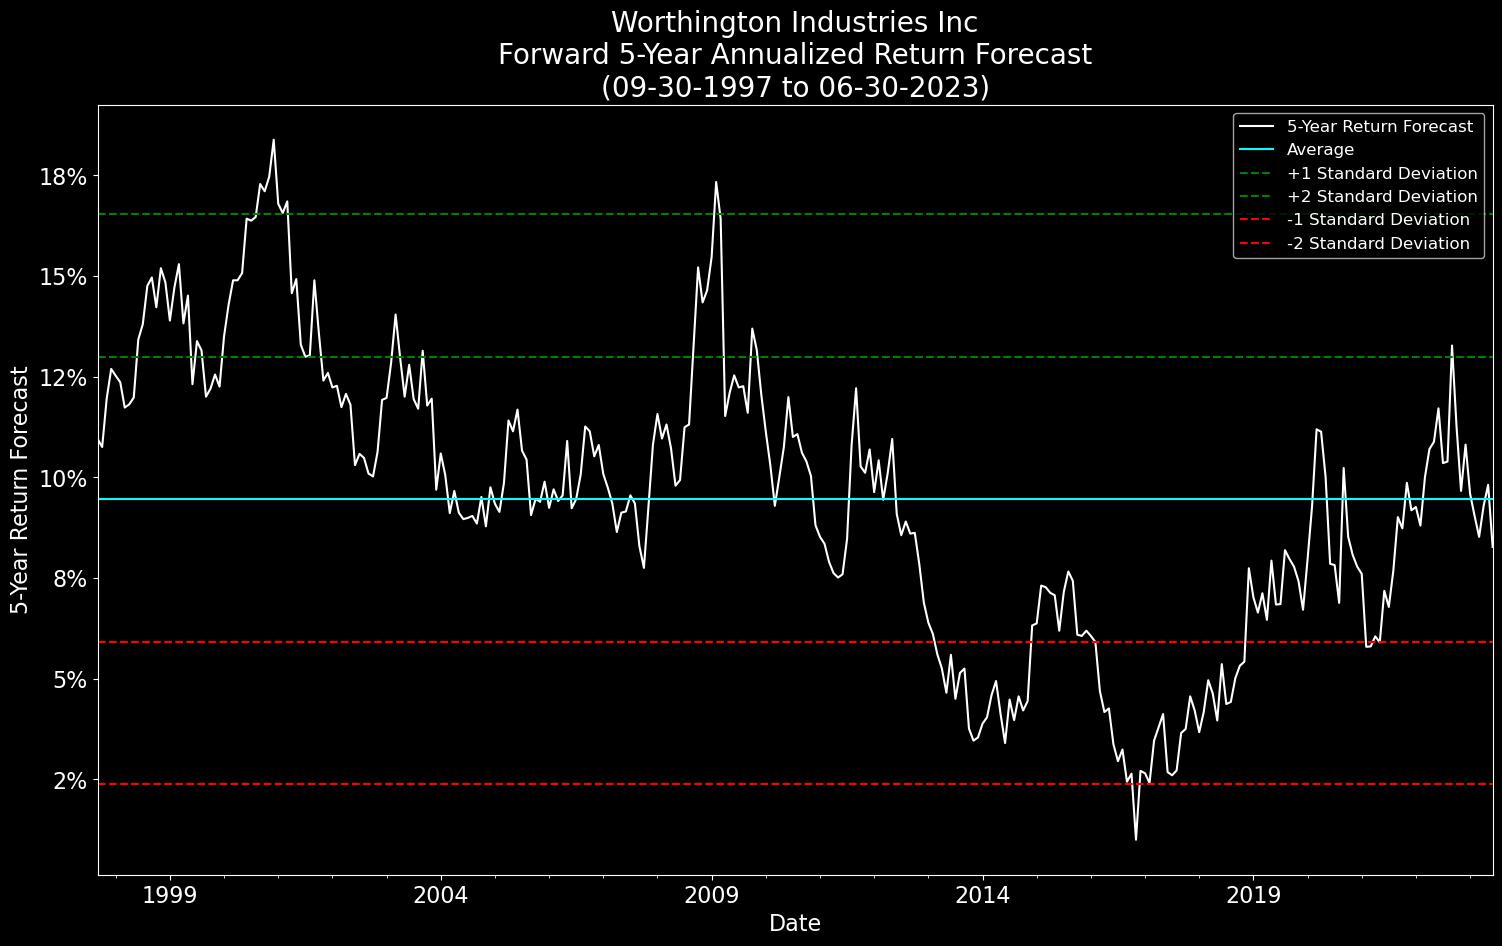 Worthington Industries Inc
Forward 5-Year Annualized Return Forecast
(09-30-1997 to 06-30-2023)
5-Year Return Forecast
Average
+1 Standard Deviation
+2 Standard Deviation
-1 Standard Deviation
-2 Standard Deviation
18%
15%
12%
10%
8%
5%
2%
5-Year Return Forecast
1999
2004
2009
2014
2019
Date